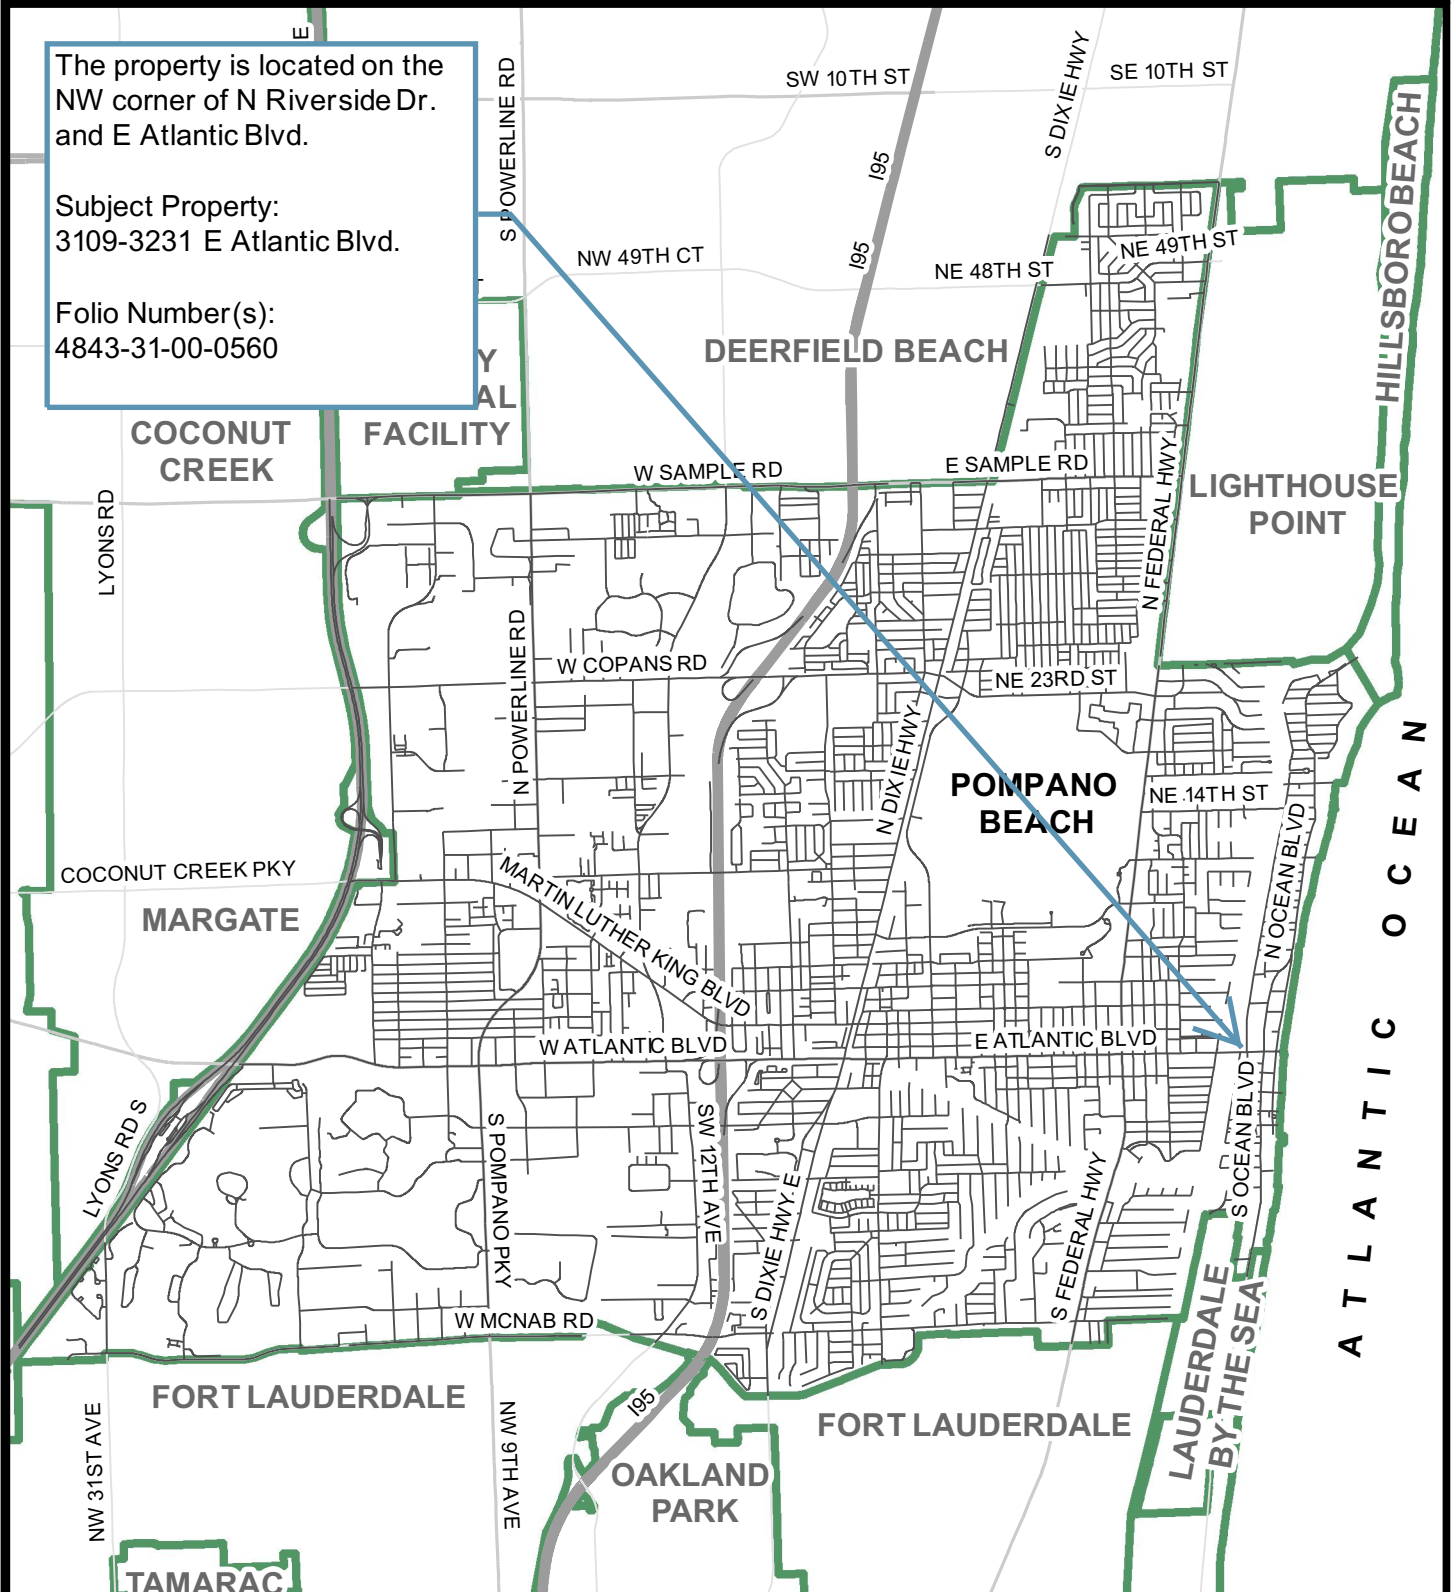 E
The property is located on the
NW corner of N Riverside Dr.
and E Atlantic Blvd.
Subject Property:
3109-3231 E Atlantic Blvd.
Folio Number(s):
4843-31-00-0560
S POWERLINE RD
SW 10TH ST
SE 10TH ST
S DIXIE HWY
I95
I95
HILLSBORO BEACH
NW 49TH CT
NE 48TH ST
NE 49TH ST
DEERFIELD BEACH
Y
AL
FACILITY
COCONUT
CREEK
W SAMPLE RD
E SAMPLE RD
LIGHTHOUSE
POINT
LYONS RD
N FEDERAL HWY
N POWERLINE RD
W COPANS RD
NE 23RD ST
N DIXIE HWY
POMPANO
BEACH
NE 14TH ST
N OCEAN BLVD
ATLANTIC OCEAN
COCONUT CREEK PKY
MARGATE
MARTIN LUTHER KING BLVD
W ATLANTIC BLVD
E ATLANTIC BLVD
LYONS RD S
S POMPANO PKY
SW 12TH AVE
S DIXIE HWY E
S FEDERAL HWY
S OCEAN BLVD
W MCNAB RD
LAUDERDALE
BY THE SEA
FORT LAUDERDALE
I95
FORT LAUDERDALE
NW 31ST AVE
NW 9TH AVE
OAKLAND
PARK
TAMARAC